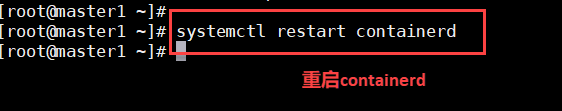 [root@master1 ~]#
[root@master1 ~]# systemctl restart containerd
[root@master1 ~]#
重启containerd